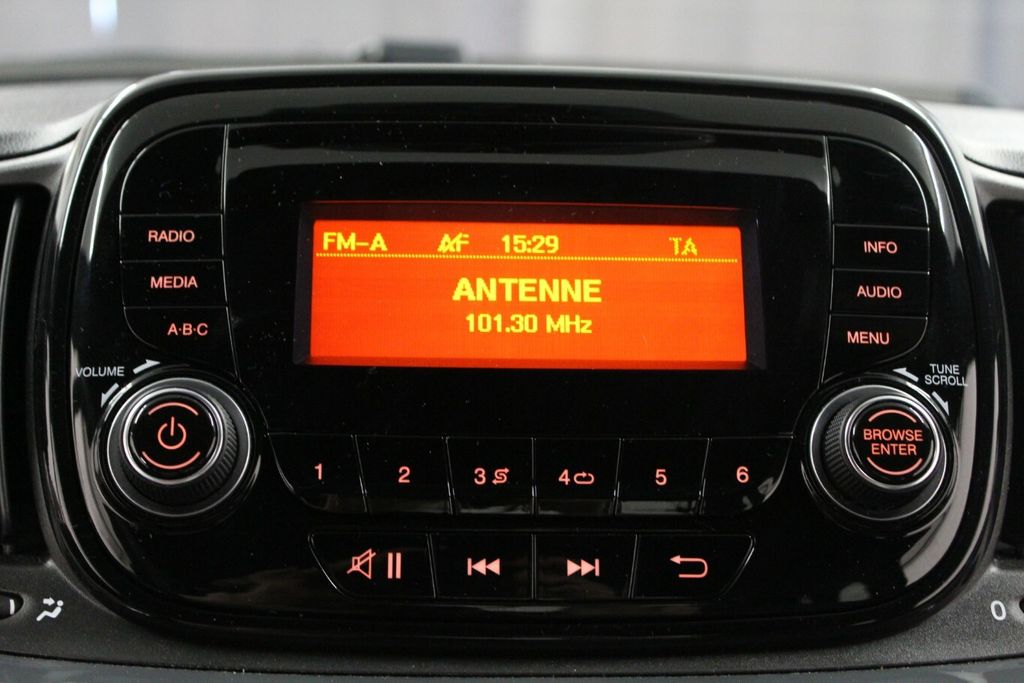 FM-A AF 15:29 TA
ANTENNE
101.30 MHz
RADIO
MEDIA
A·B·C
INFO
AUDIO
MENU
VOLUME
TUNE
SCROLL
BROWSE
ENTER
1 2 3 4 5 6
0